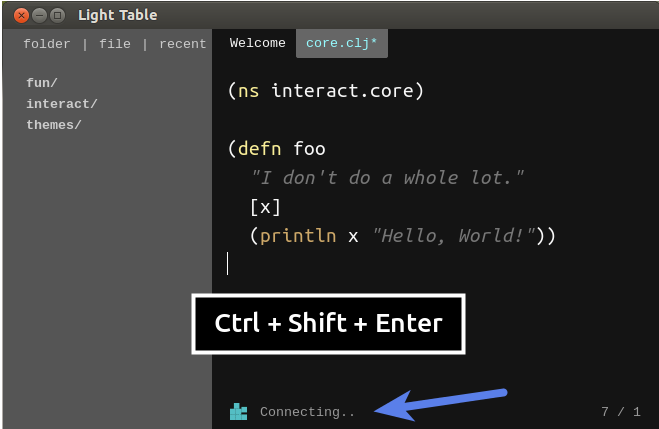 Light Table
folder | file | recent
fun/
interact/
themes/
Welcome core.clj*
(ns interact.core)
(defn foo
"I don't do a whole lot."
[x]
(println x "Hello, World!"))
Ctrl + Shift + Enter
Connecting.. 7 / 1